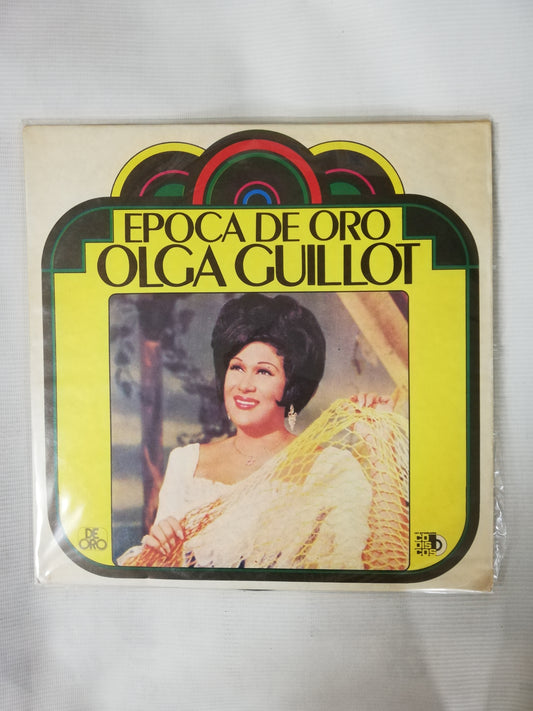 EPOCA DE ORO
OLGA GUILLOT
DE
ORO
CO
DIS
COS